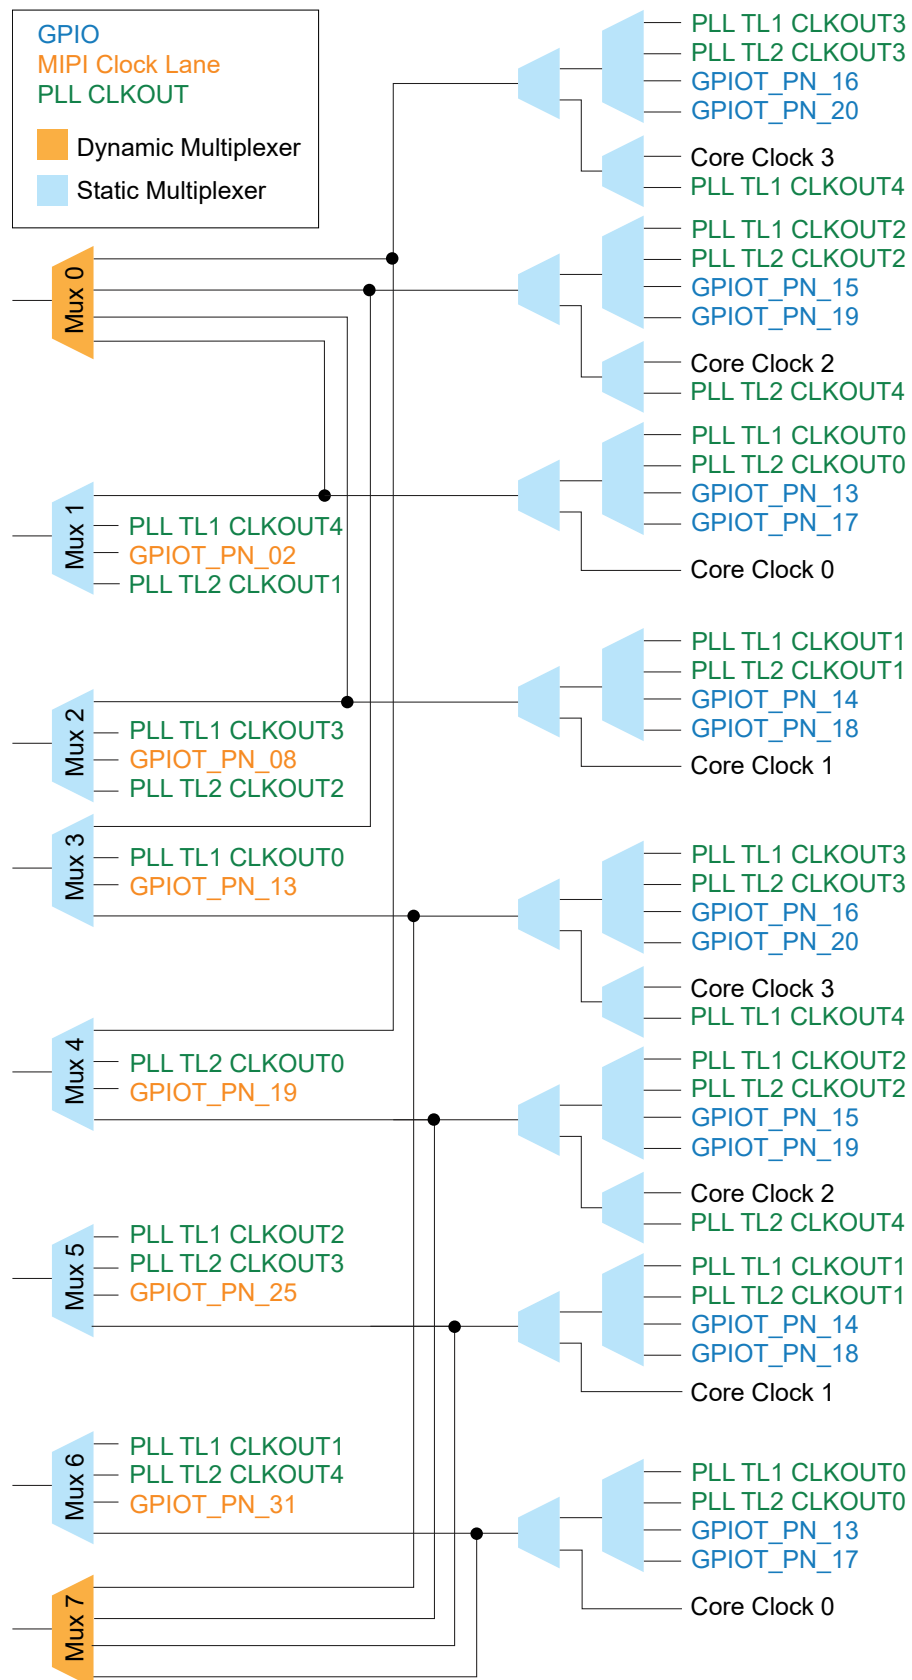 GPIO
MIPI Clock Lane
PLL CLKOUT
Dynamic Multiplexer
Static Multiplexer
PLL TL1 CLKOUT3
PLL TL2 CLKOUT3
GPIOT_PN_16
GPIOT_PN_20
Core Clock 3
PLL TL1 CLKOUT4
Mux 0
PLL TL1 CLKOUT2
PLL TL2 CLKOUT2
GPIOT_PN_15
GPIOT_PN_19
Core Clock 2
PLL TL2 CLKOUT4
Mux 1
PLL TL1 CLKOUT4
GPIOT_PN_02
PLL TL2 CLKOUT1
PLL TL1 CLKOUT0
PLL TL2 CLKOUT0
GPIOT_PN_13
GPIOT_PN_17
Core Clock 0
Mux 2
PLL TL1 CLKOUT3
GPIOT_PN_08
PLL TL2 CLKOUT2
PLL TL1 CLKOUT1
PLL TL2 CLKOUT1
GPIOT_PN_14
GPIOT_PN_18
Core Clock 1
Mux 3
PLL TL1 CLKOUT0
GPIOT_PN_13
PLL TL1 CLKOUT3
PLL TL2 CLKOUT3
GPIOT_PN_16
GPIOT_PN_20
Core Clock 3
PLL TL1 CLKOUT4
Mux 4
PLL TL2 CLKOUT0
GPIOT_PN_19
PLL TL1 CLKOUT2
PLL TL2 CLKOUT2
GPIOT_PN_15
GPIOT_PN_19
Core Clock 2
PLL TL2 CLKOUT4
Mux 5
PLL TL1 CLKOUT2
PLL TL2 CLKOUT3
GPIOT_PN_25
PLL TL1 CLKOUT1
PLL TL2 CLKOUT1
GPIOT_PN_14
GPIOT_PN_18
Core Clock 1
Mux 6
PLL TL1 CLKOUT1
PLL TL2 CLKOUT4
GPIOT_PN_31
PLL TL1 CLKOUT0
PLL TL2 CLKOUT0
GPIOT_PN_13
GPIOT_PN_17
Core Clock 0
Mux 7